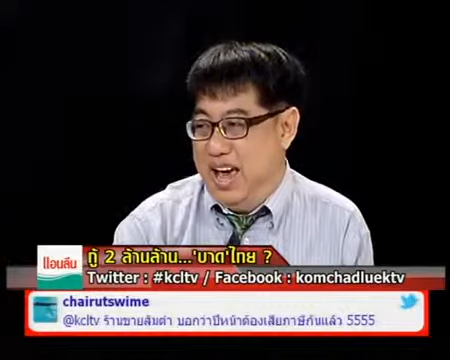 แอนลีน
กู้ 2 ล้านล้าน...'บาด'ไทย ?
Twitter : #kcltv / Facebook : komchadluektv
chairutswime
@kcltv ร้านขายส้มตำ บอกว่าปีหน้าต้องเสียภาษีกันแล้ว 5555